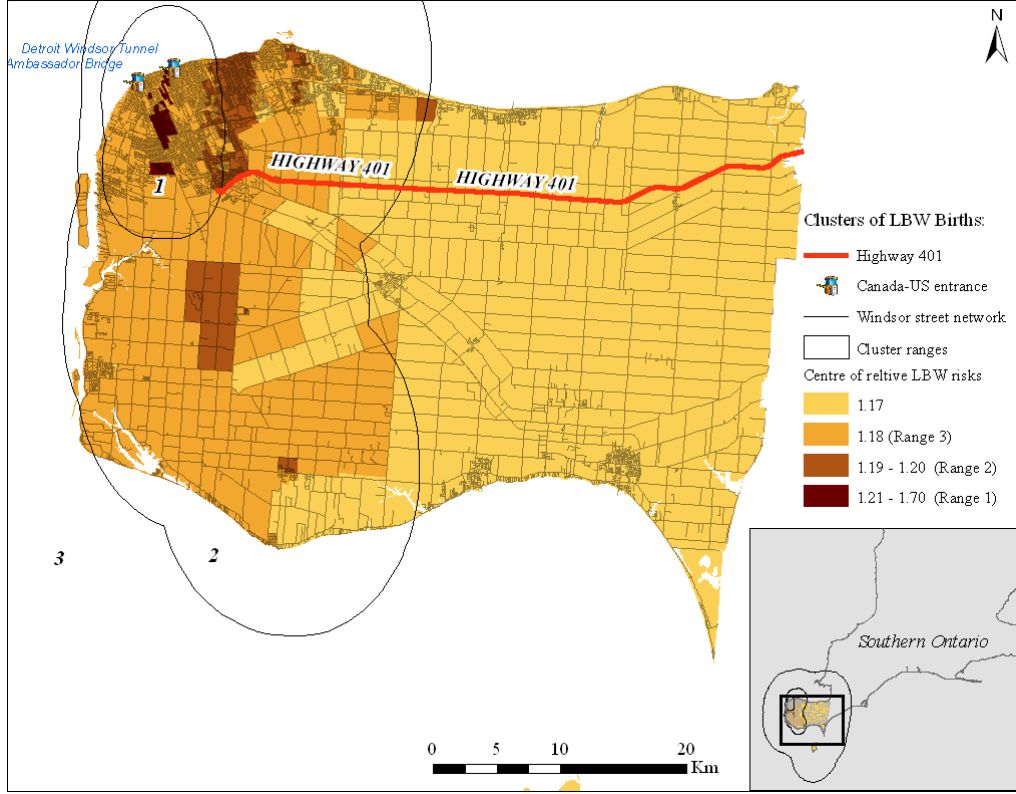 N
Detroit Windsor Tunnel
Ambassador Bridge
HIGHWAY 401
HIGHWAY 401
1
2
3
Clusters of LBW Births:
Highway 401
Canada-US entrance
Windsor street network
Cluster ranges
Centre of reltive LBW risks
1.17
1.18 (Range 3)
1.19 - 1.20 (Range 2)
1.21 - 1.70 (Range 1)
Southern Ontario
0 5 10 20
Km